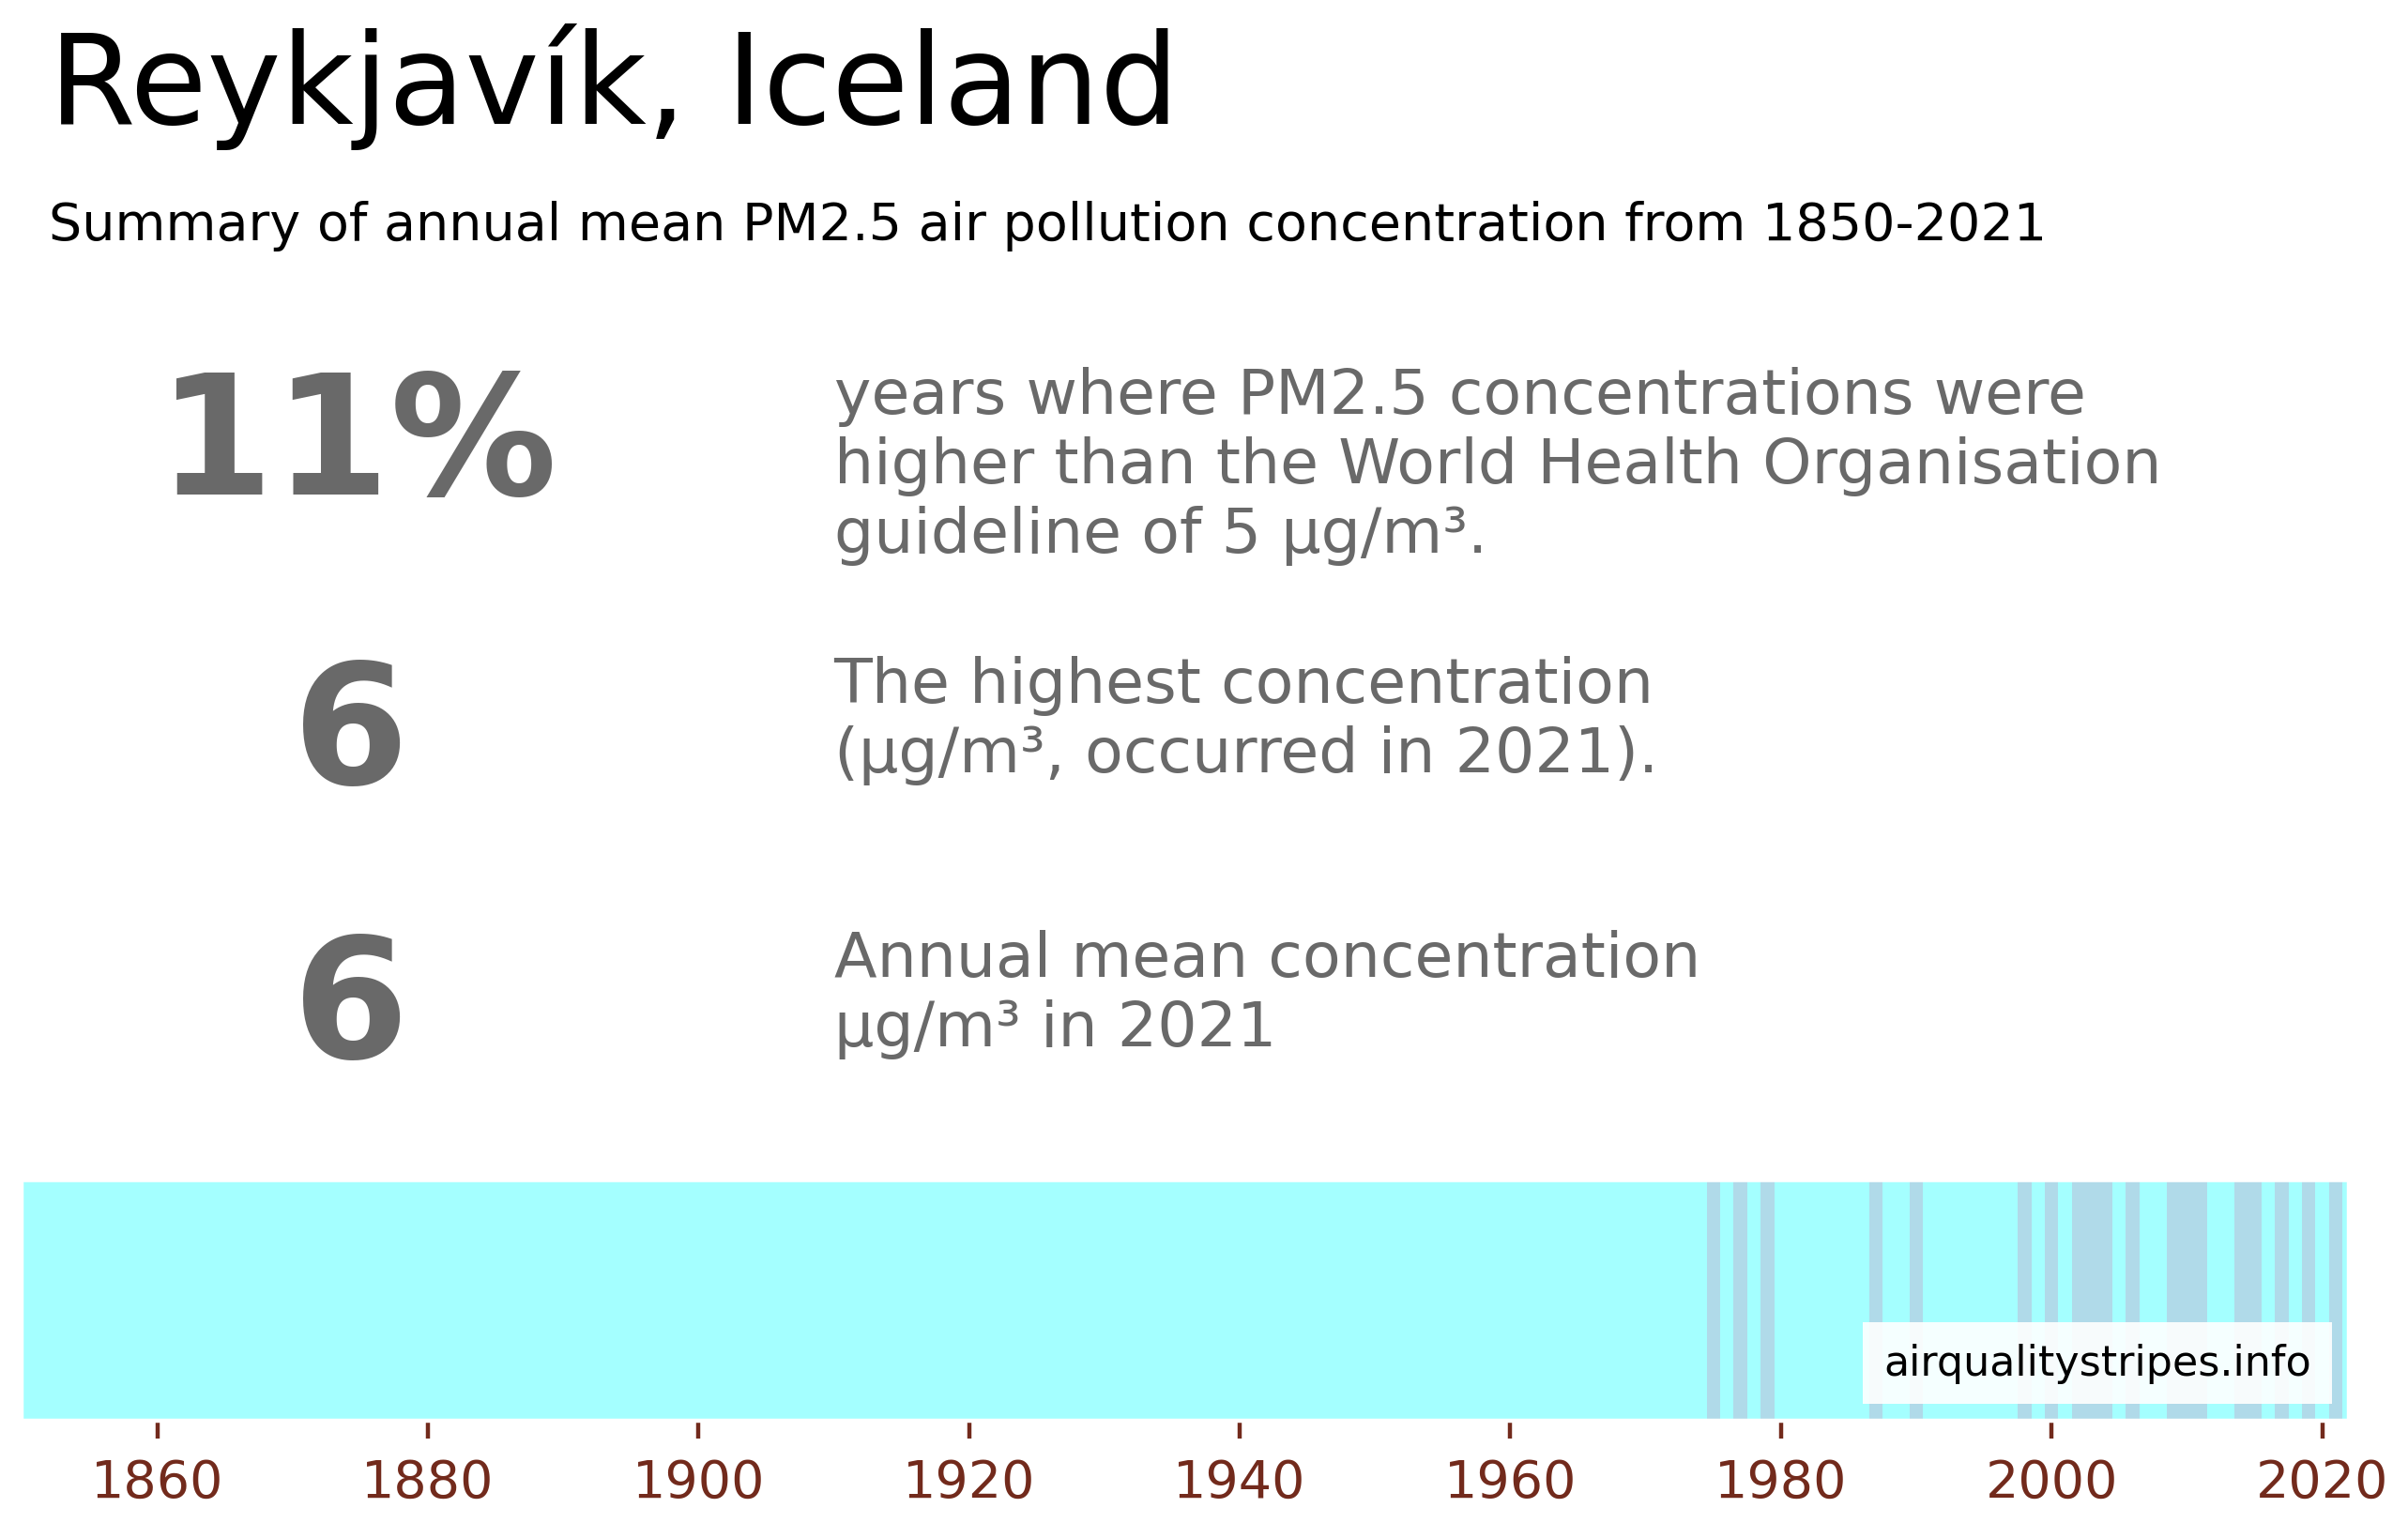 Reykjavík, Iceland
Summary of annual mean PM2.5 air pollution concentration from 1850-2021
11%
years where PM2.5 concentrations were
higher than the World Health Organisation
guideline of 5 µg/m³.
6
The highest concentration
(µg/m³, occurred in 2021).
6
Annual mean concentration
µg/m³ in 2021
airqualitystripes.info
1860 1880 1900 1920 1940 1960 1980 2000 2020